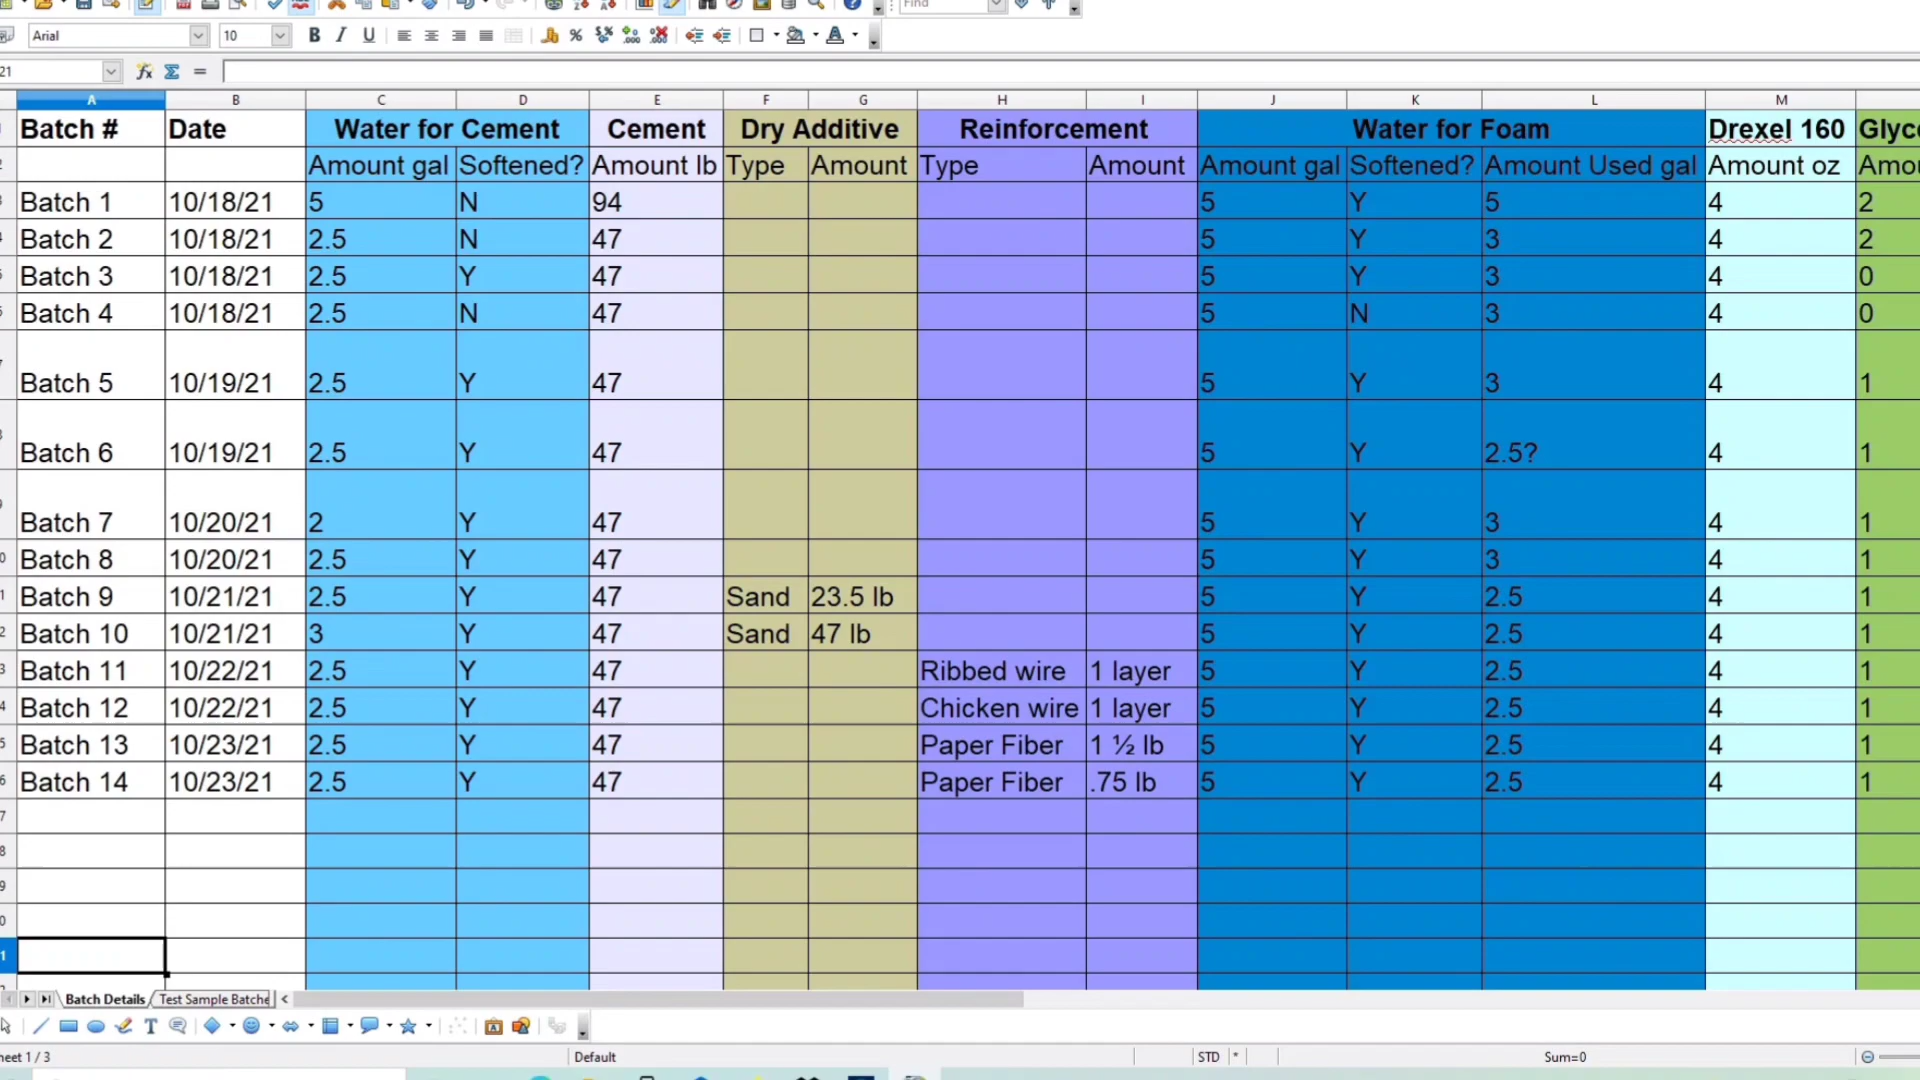 Find
Arial 10 B I U
21
A B C D E F G H I J K L M
Batch # Date Water for Cement Cement Dry Additive Reinforcement Water for Foam Drexel 160 Glyce
Amount gal Softened? Amount lb Type Amount Type Amount Amount gal Softened? Amount Used gal Amount oz Amou
Batch 1 10/18/21 5 N 94 5 Y 5 4 2
Batch 2 10/18/21 2.5 N 47 5 Y 3 4 2
Batch 3 10/18/21 2.5 Y 47 5 Y 3 4 0
Batch 4 10/18/21 2.5 N 47 5 N 3 4 0
Batch 5 10/19/21 2.5 Y 47 5 Y 3 4 1
Batch 6 10/19/21 2.5 Y 47 5 Y 2.5? 4 1
Batch 7 10/20/21 2 Y 47 5 Y 3 4 1
Batch 8 10/20/21 2.5 Y 47 5 Y 3 4 1
Batch 9 10/21/21 2.5 Y 47 Sand 23.5 lb 5 Y 2.5 4 1
Batch 10 10/21/21 3 Y 47 Sand 47 lb 5 Y 2.5 4 1
Batch 11 10/22/21 2.5 Y 47 Ribbed wire 1 layer 5 Y 2.5 4 1
Batch 12 10/22/21 2.5 Y 47 Chicken wire 1 layer 5 Y 2.5 4 1
Batch 13 10/23/21 2.5 Y 47 Paper Fiber 1 ½ lb 5 Y 2.5 4 1
Batch 14 10/23/21 2.5 Y 47 Paper Fiber .75 lb 5 Y 2.5 4 1
Batch Details Test Sample Batche
heet 1 / 3 Default STD * Sum=0